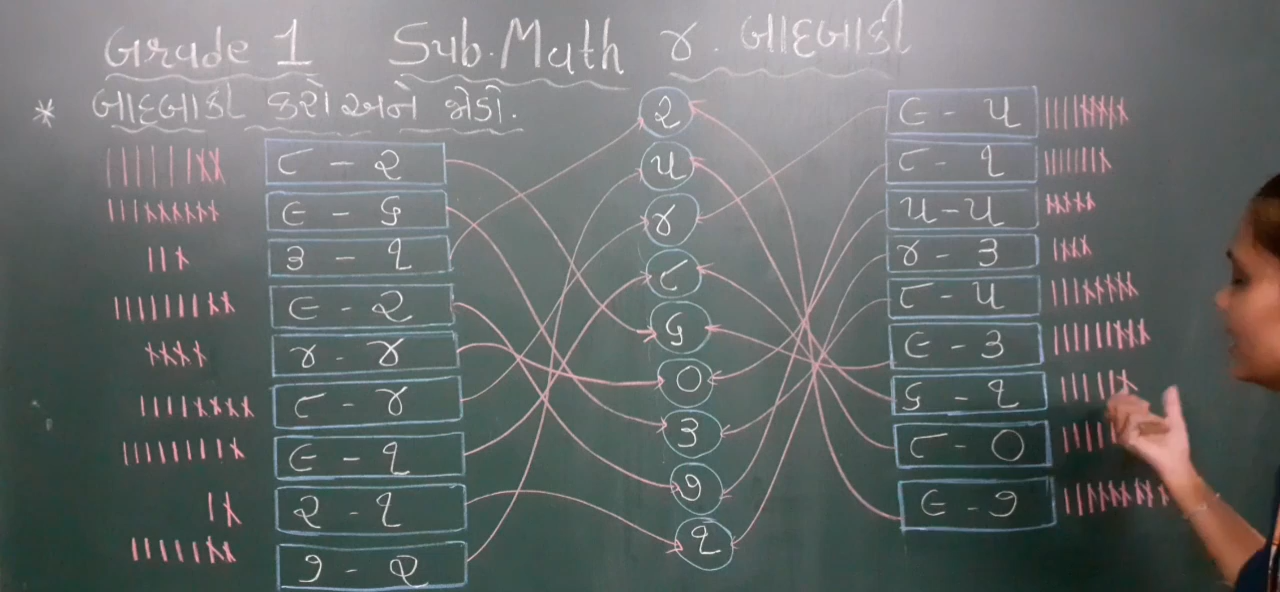 Grade 1 Sub.Math ૪. બાદબાકી
* બાદબાકી કરો અને જોડો.
૮ - ૨ ૨ ૯ - ૫
૯ - ૬ ૫ ૮ - ૧
૩ - ૧ ૪ ૫ - ૫
૯ - ૨ ૮ ૪ - ૩
૪ - ૪ ૬ ૮ - ૫
૮ - ૪ ૦ ૯ - ૩
૯ - ૧ ૩ ૬ - ૧
૨ - ૧ ૭ ૮ - ૦
૭ - ૨ ૧ ૯ - ૭